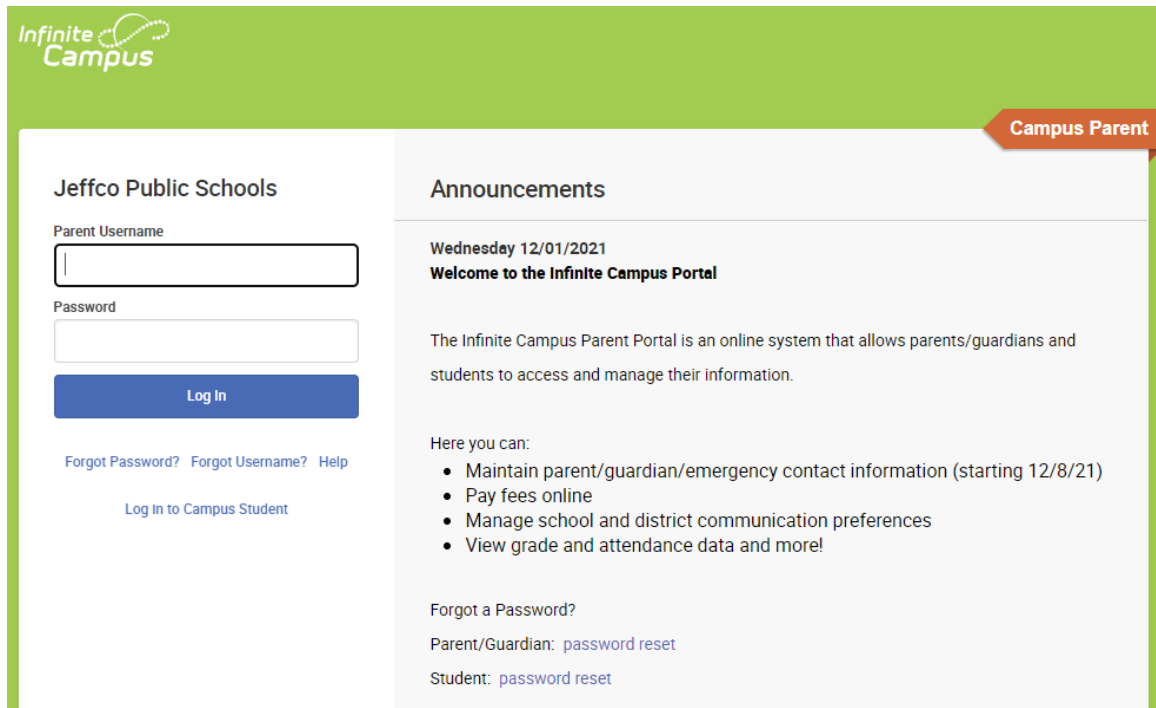 Infinite
Campus
Campus Parent
Jeffco Public Schools
Parent Username
Password
Log In
Forgot Password? Forgot Username? Help
Log in to Campus Student
Announcements
Wednesday 12/01/2021
Welcome to the Infinite Campus Portal
The Infinite Campus Parent Portal is an online system that allows parents/guardians and
students to access and manage their information.
Here you can:
• Maintain parent/guardian/emergency contact information (starting 12/8/21)
• Pay fees online
• Manage school and district communication preferences
• View grade and attendance data and more!
Forgot a Password?
Parent/Guardian: password reset
Student: password reset